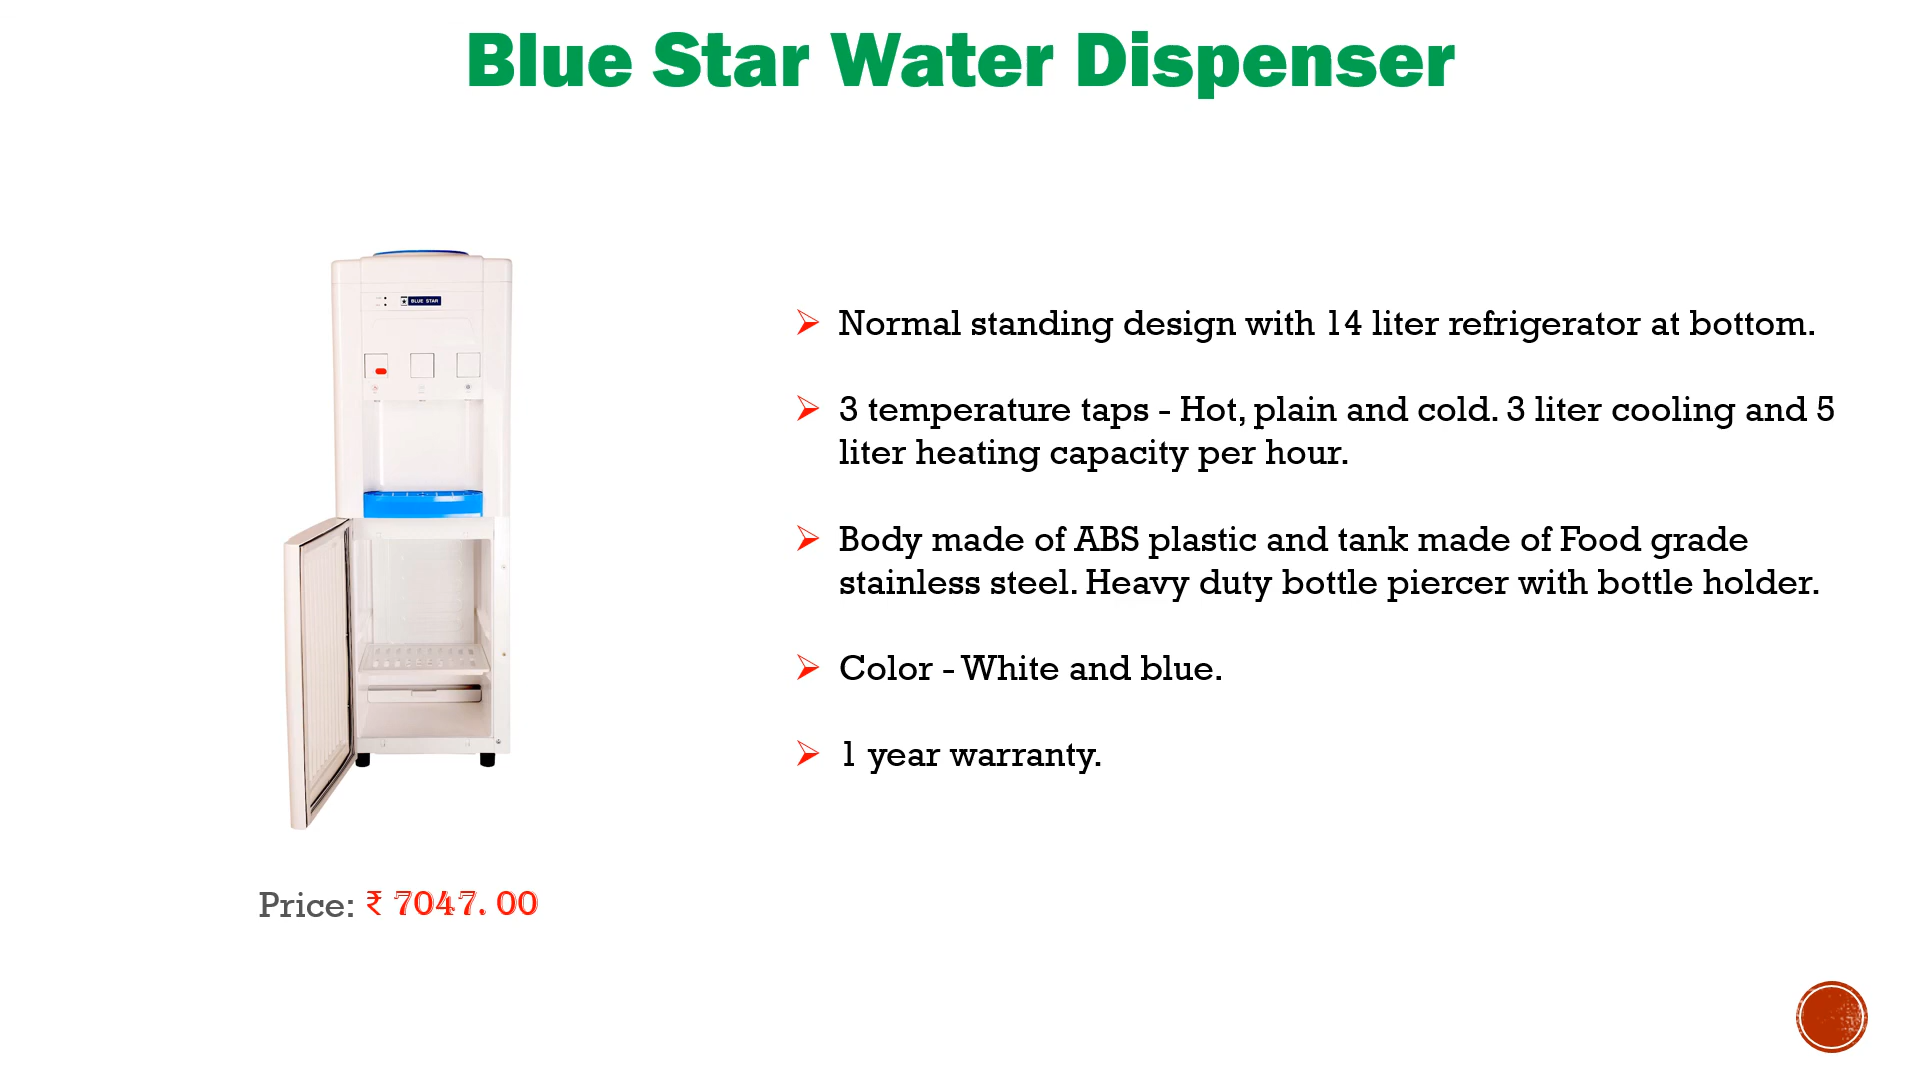 Blue Star Water Dispenser
BLUE STAR
Normal standing design with 14 liter refrigerator at bottom.
3 temperature taps - Hot, plain and cold. 3 liter cooling and 5
liter heating capacity per hour.
Body made of ABS plastic and tank made of Food grade
stainless steel. Heavy duty bottle piercer with bottle holder.
Color - White and blue.
1 year warranty.
Price: ₹ 7047. 00